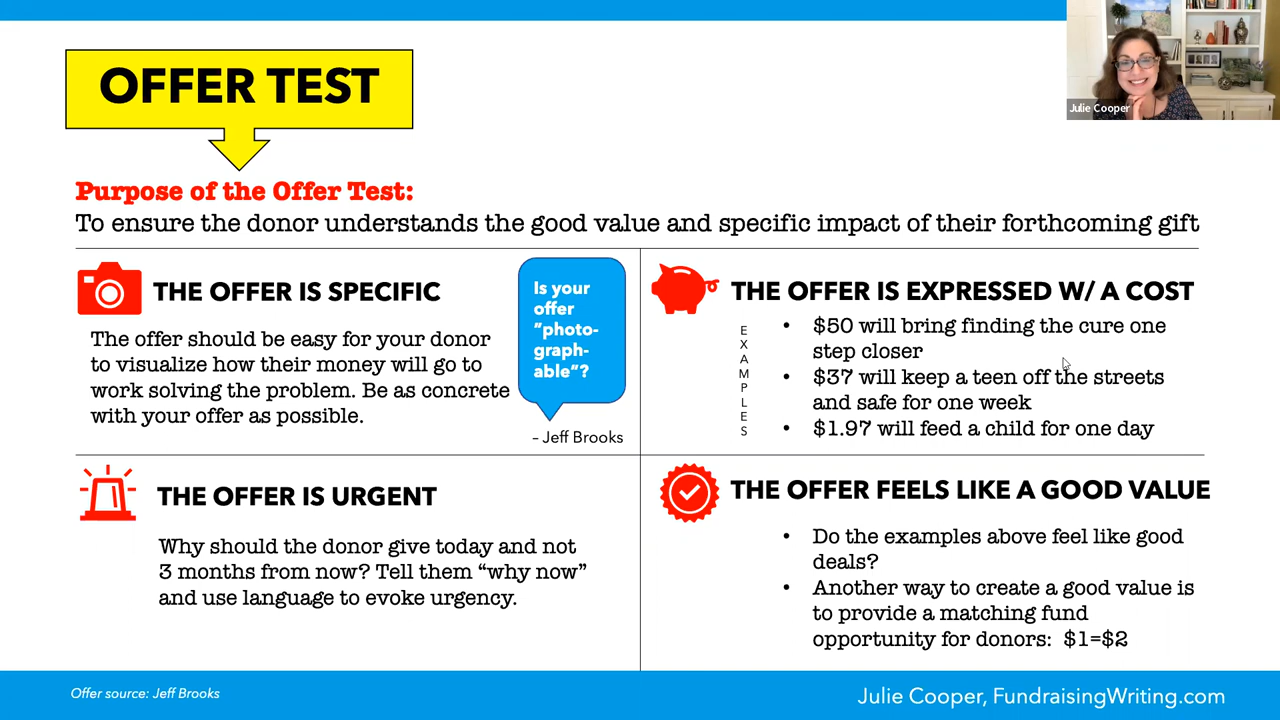 OFFER TEST
Julie Cooper
Purpose of the Offer Test:
To ensure the donor understands the good value and specific impact of their forthcoming gift
THE OFFER IS SPECIFIC
The offer should be easy for your donor
to visualize how their money will go to
work solving the problem. Be as concrete
with your offer as possible.
Is your
offer
"photo-
graph-
able"?
– Jeff Brooks
THE OFFER IS EXPRESSED W/ A COST
EXAMPLES
• $50 will bring finding the cure one
step closer
• $37 will keep a teen off the streets
and safe for one week
• $1.97 will feed a child for one day
THE OFFER IS URGENT
Why should the donor give today and not
3 months from now? Tell them “why now”
and use language to evoke urgency.
THE OFFER FEELS LIKE A GOOD VALUE
• Do the examples above feel like good
deals?
• Another way to create a good value is
to provide a matching fund
opportunity for donors: $1=$2
Offer source: Jeff Brooks
Julie Cooper, FundraisingWriting.com